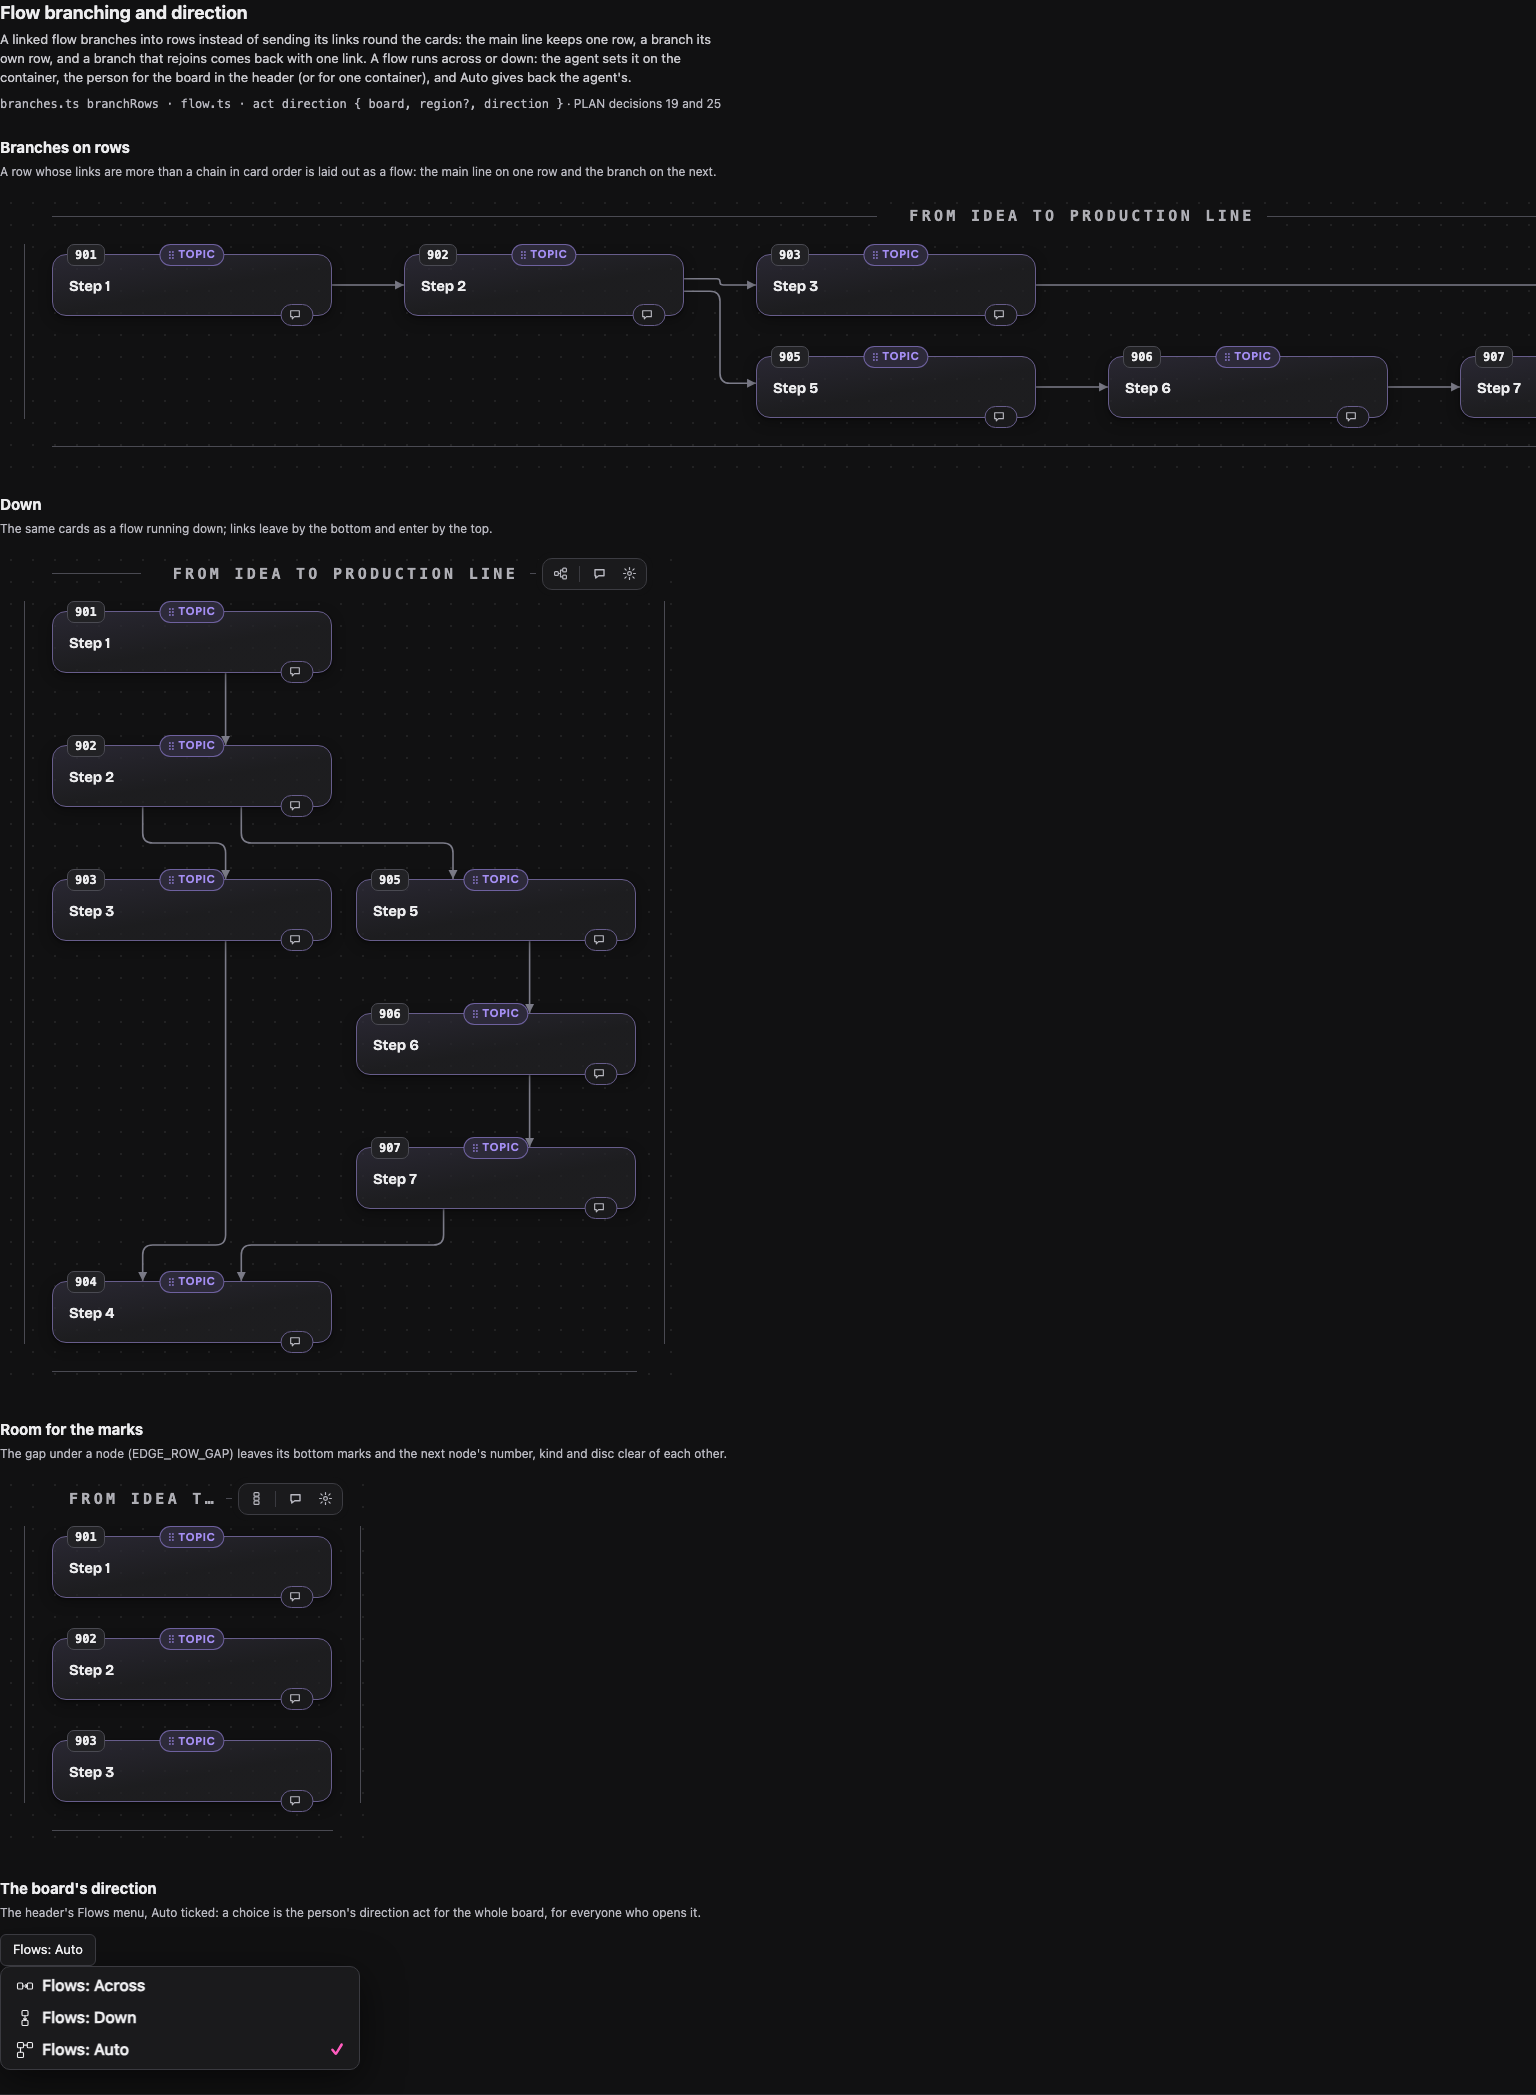 Flow branching and direction
A linked flow branches into rows instead of sending its links round the cards: the main line keeps one row, a branch its
own row, and a branch that rejoins comes back with one link. A flow runs across or down: the agent sets it on the
container, the person for the board in the header (or for one container), and Auto gives back the agent's.
branches.ts branchRows · flow.ts · act direction { board, region?, direction } · PLAN decisions 19 and 25
Branches on rows
A row whose links are more than a chain in card order is laid out as a flow: the main line on one row and the branch on the next.
FROM IDEA TO PRODUCTION LINE
901 TOPIC 902 TOPIC 903 TOPIC
Step 1 Step 2 Step 3
905 TOPIC 906 TOPIC 907
Step 5 Step 6 Step 7
Down
The same cards as a flow running down; links leave by the bottom and enter by the top.
FROM IDEA TO PRODUCTION LINE
901 TOPIC
Step 1
902 TOPIC
Step 2
903 TOPIC 905 TOPIC
Step 3 Step 5
906 TOPIC
Step 6
907 TOPIC
Step 7
904 TOPIC
Step 4
Room for the marks
The gap under a node (EDGE_ROW_GAP) leaves its bottom marks and the next node's number, kind and disc clear of each other.
FROM IDEA T…
901 TOPIC
Step 1
902 TOPIC
Step 2
903 TOPIC
Step 3
The board's direction
The header's Flows menu, Auto ticked: a choice is the person's direction act for the whole board, for everyone who opens it.
Flows: Auto
Flows: Across
Flows: Down
Flows: Auto